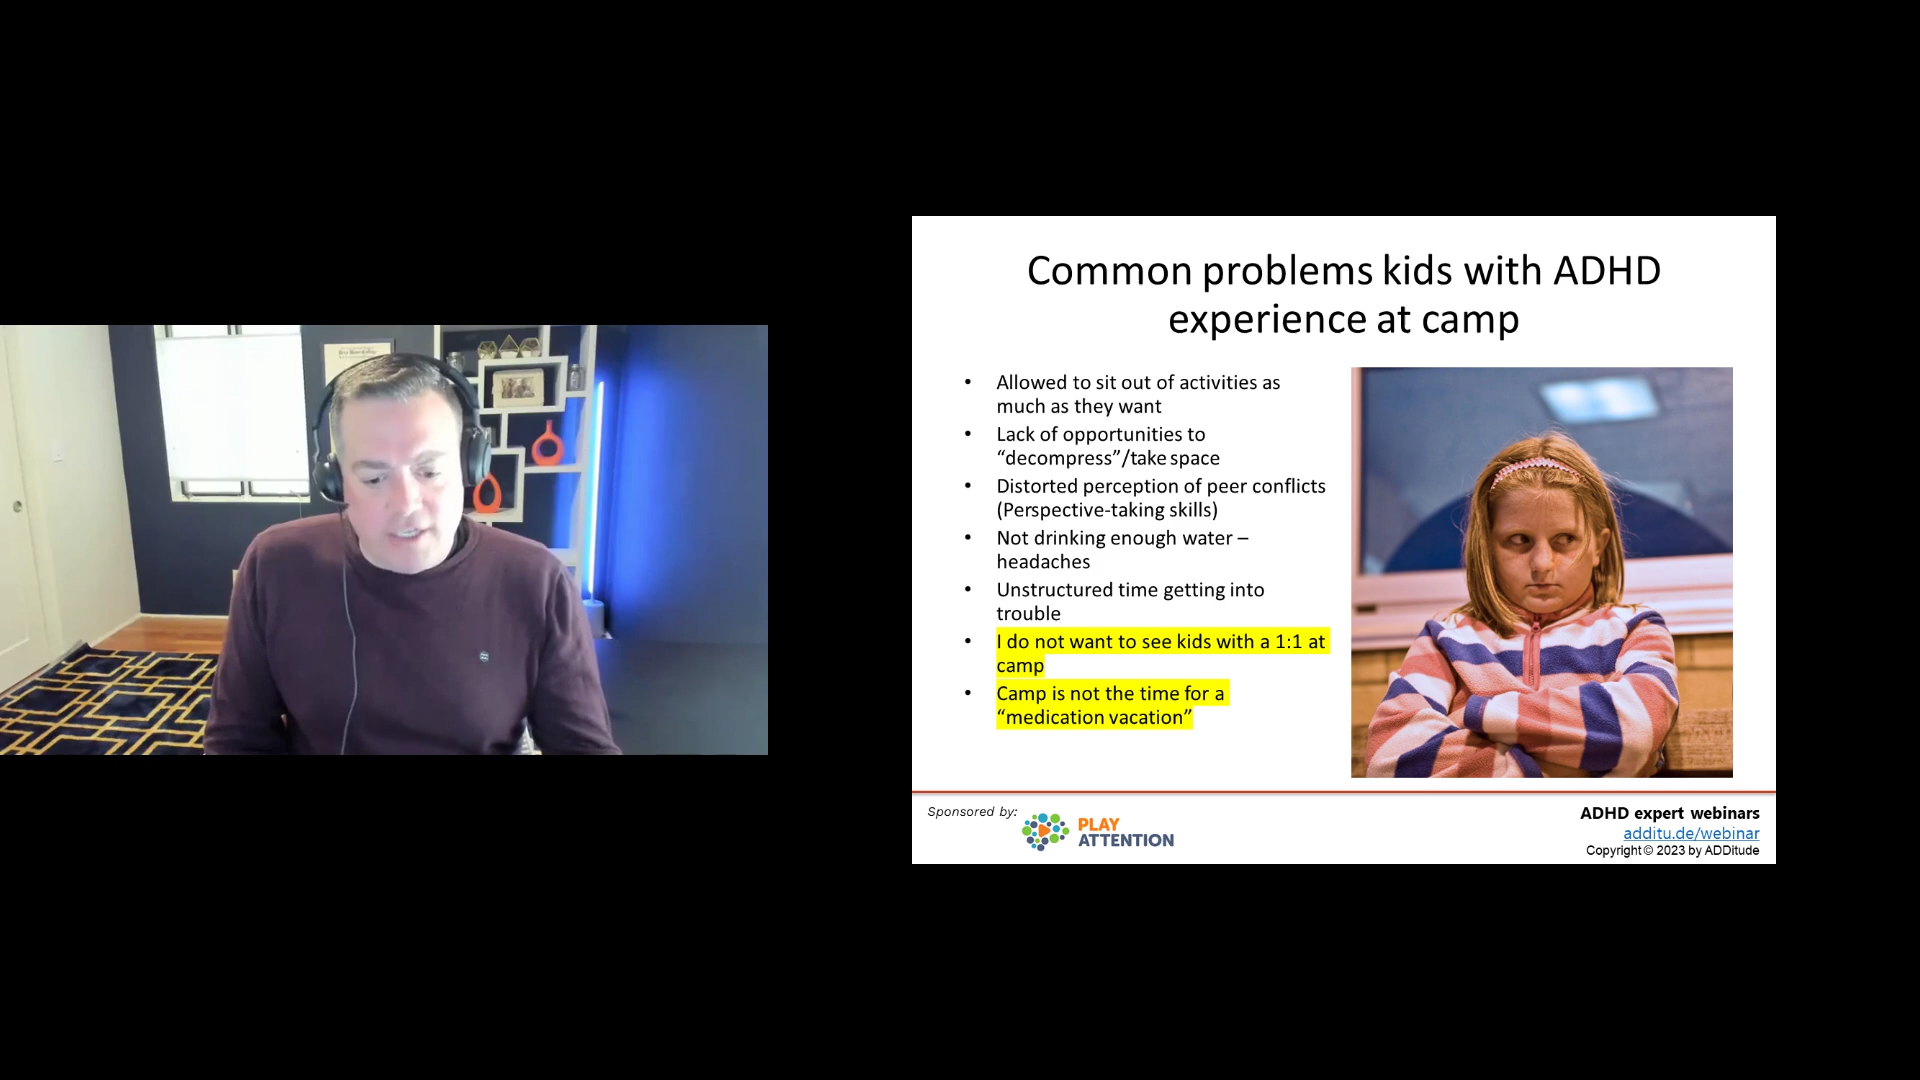 Common problems kids with ADHD
experience at camp
• Allowed to sit out of activities as
much as they want
• Lack of opportunities to
“decompress”/take space
• Distorted perception of peer conflicts
(Perspective-taking skills)
• Not drinking enough water –
headaches
• Unstructured time getting into
trouble
• I do not want to see kids with a 1:1 at
camp
• Camp is not the time for a
“medication vacation”
Sponsored by:
PLAY
ATTENTION
ADHD expert webinars
additu.de/webinar
Copyright © 2023 by ADDitude